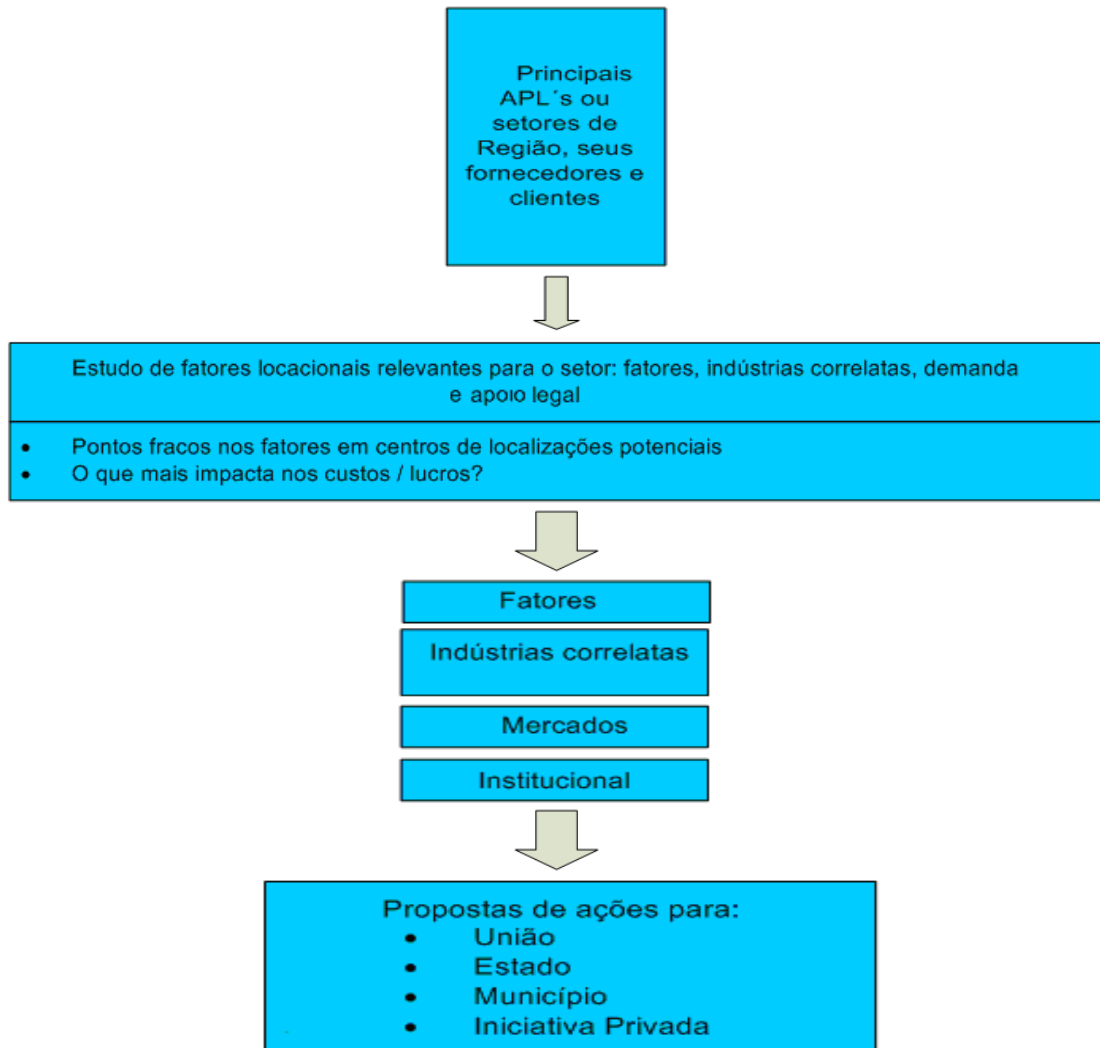 Principais
APL´s ou
setores de
Região, seus
fornecedores e
clientes
Estudo de fatores locacionais relevantes para o setor: fatores, indústrias correlatas, demanda
e apoio legal
• Pontos fracos nos fatores em centros de localizações potenciais
• O que mais impacta nos custos / lucros?
Fatores
Indústrias correlatas
Mercados
Institucional
Propostas de ações para:
• União
• Estado
• Município
• Iniciativa Privada